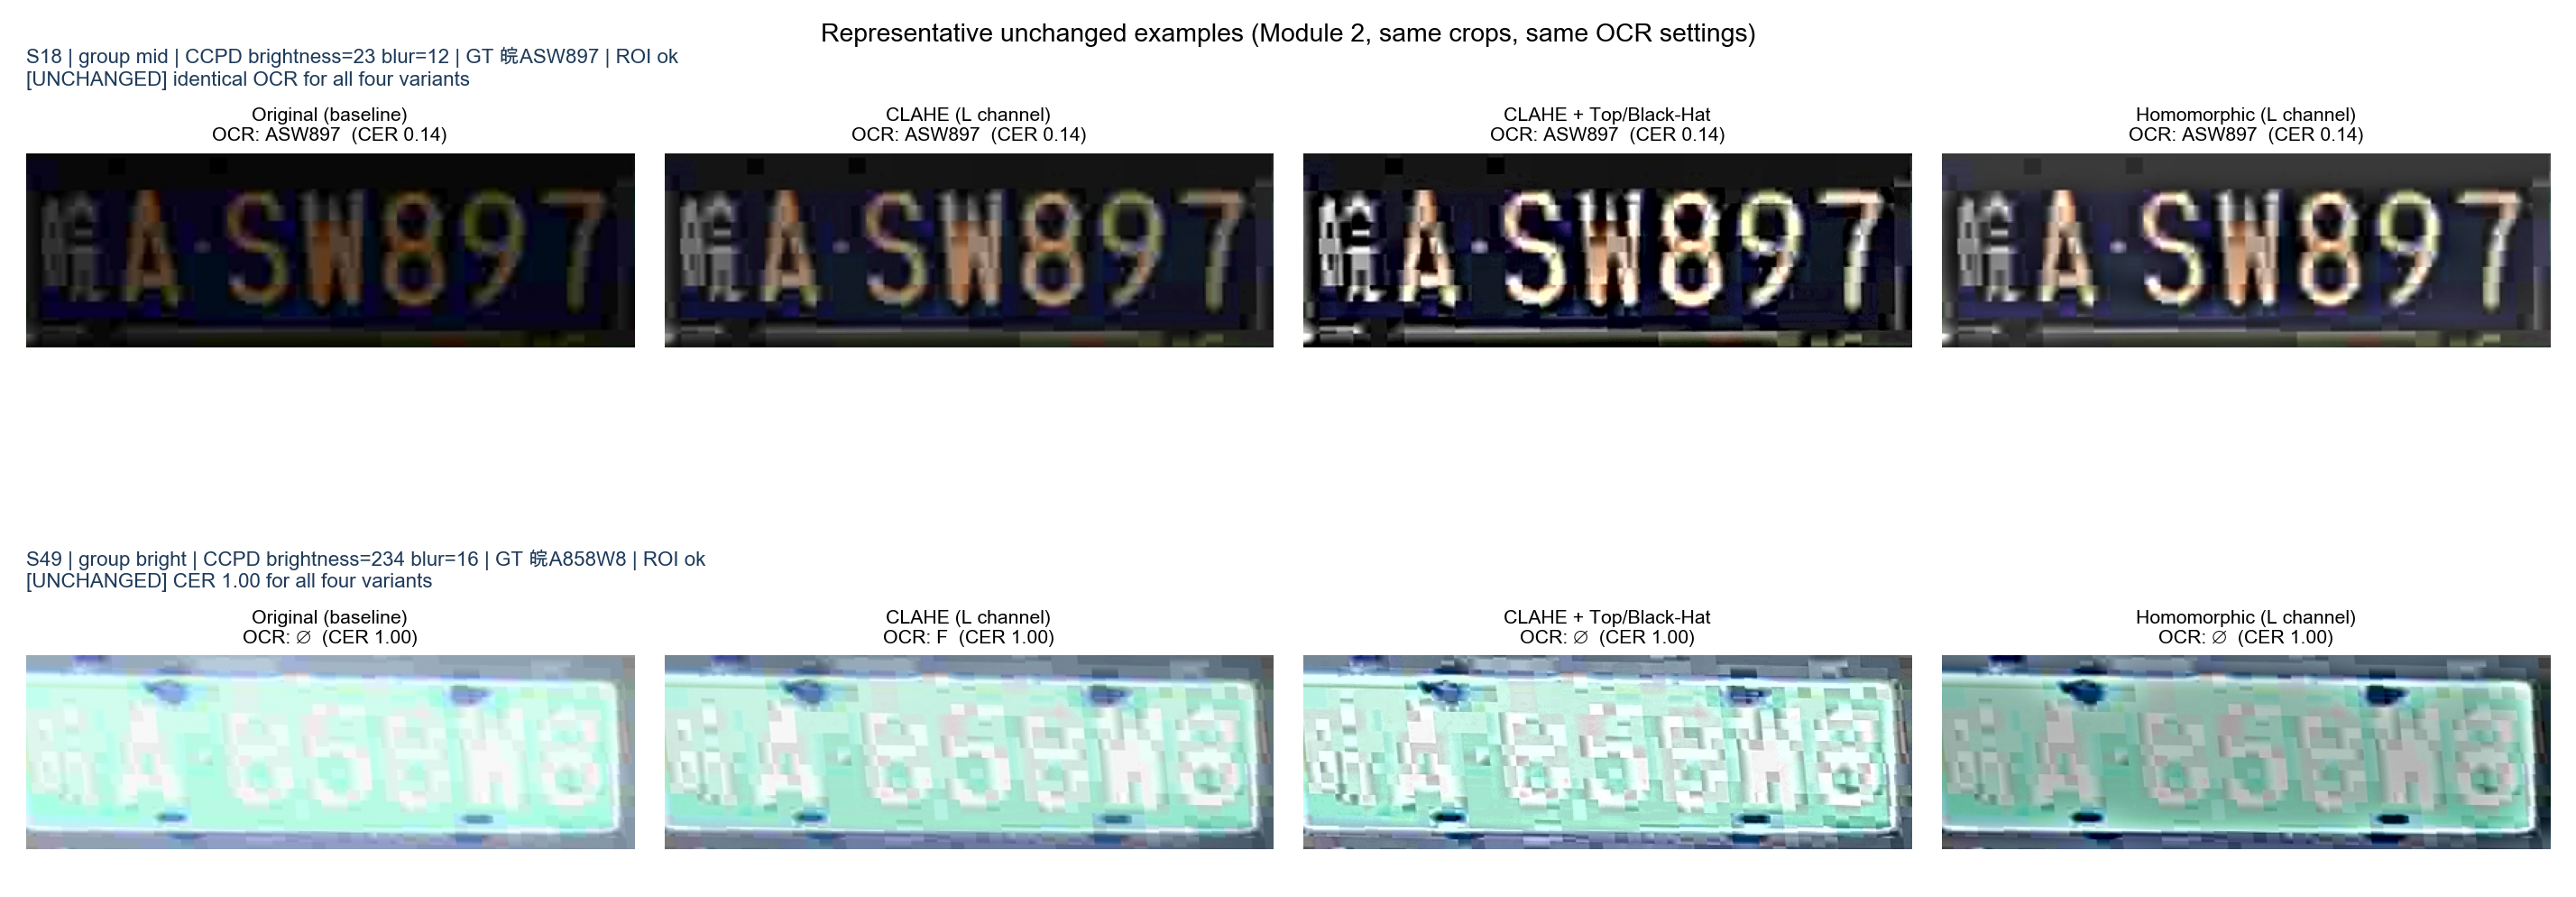 Representative unchanged examples (Module 2, same crops, same OCR settings)
S18 | group mid | CCPD brightness=23 blur=12 | GT 皖ASW897 | ROI ok
[UNCHANGED] identical OCR for all four variants
Original (baseline)
OCR: ASW897 (CER 0.14)
CLAHE (L channel)
OCR: ASW897 (CER 0.14)
CLAHE + Top/Black-Hat
OCR: ASW897 (CER 0.14)
Homomorphic (L channel)
OCR: ASW897 (CER 0.14)
皖A·SW897
皖A·SW897
皖A·SW897
皖A·SW897
S49 | group bright | CCPD brightness=234 blur=16 | GT 皖A858W8 | ROI ok
[UNCHANGED] CER 1.00 for all four variants
Original (baseline)
OCR: ∅ (CER 1.00)
CLAHE (L channel)
OCR: F (CER 1.00)
CLAHE + Top/Black-Hat
OCR: ∅ (CER 1.00)
Homomorphic (L channel)
OCR: ∅ (CER 1.00)